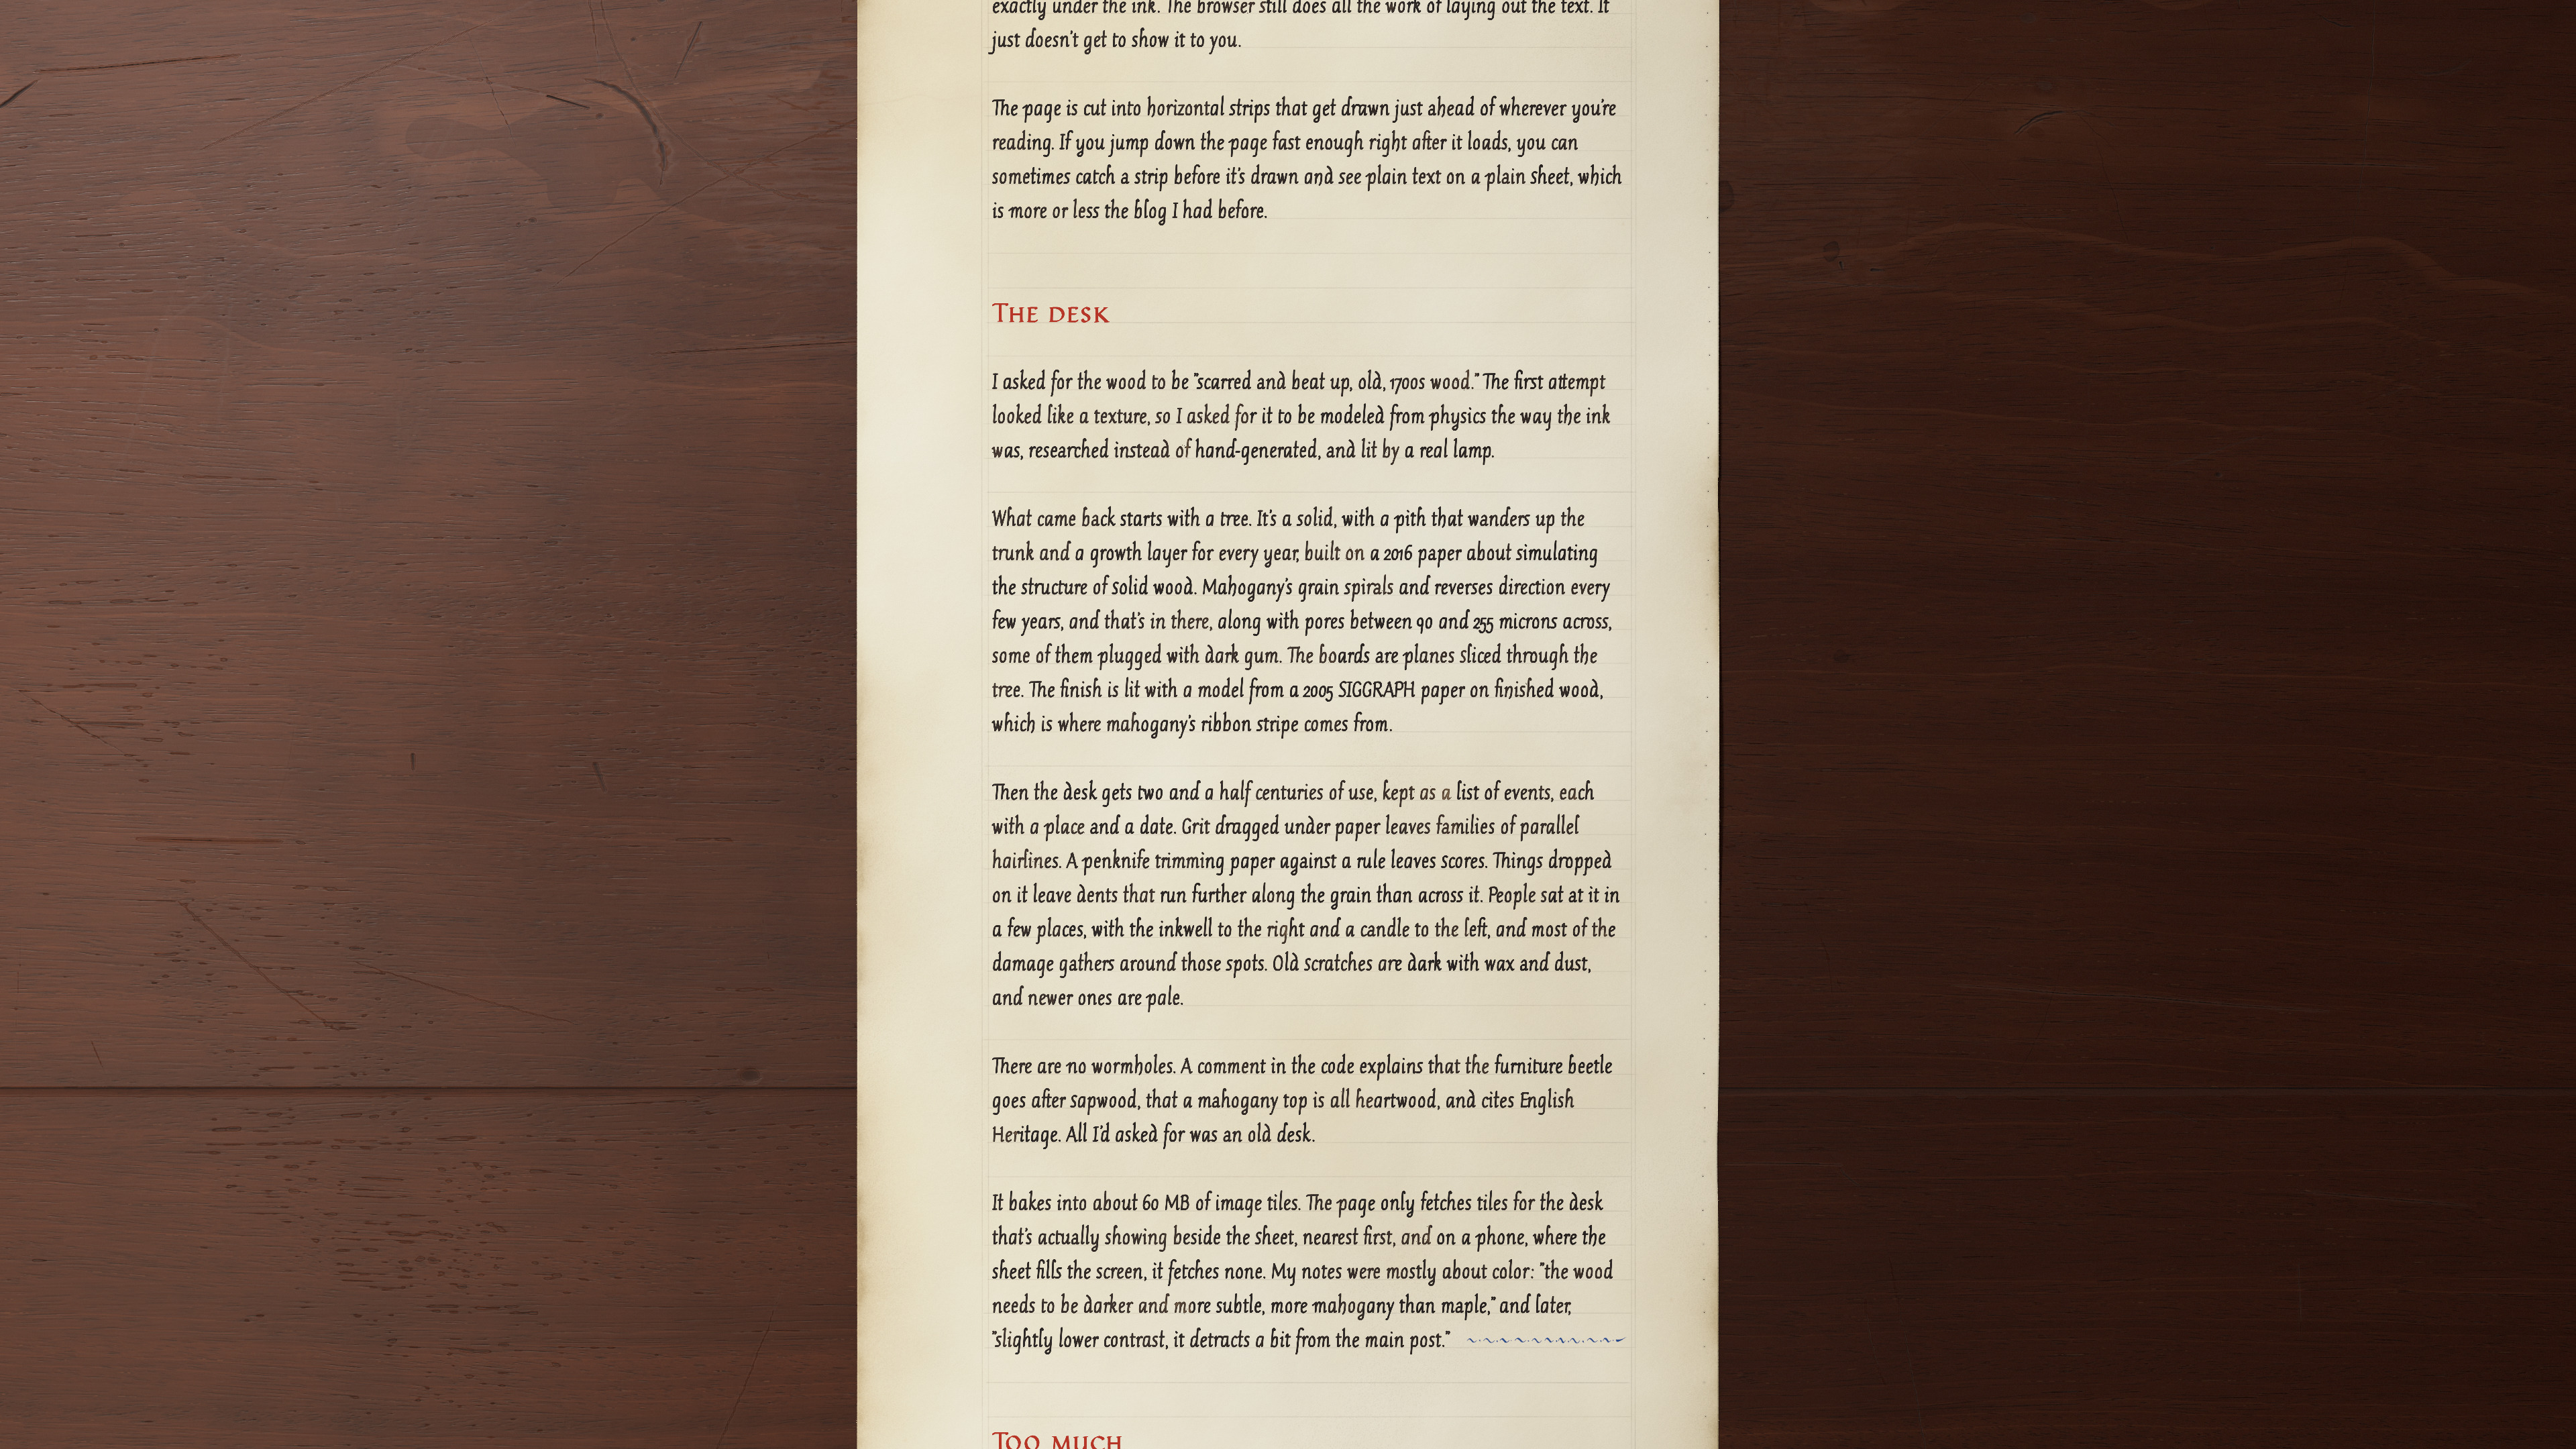 exactly under the ink. The browser still does all the work of laying out the text. It
just doesn't get to show it to you.
The page is cut into horizontal strips that get drawn just ahead of wherever you're
reading. If you jump down the page fast enough right after it loads, you can
sometimes catch a strip before it's drawn and see plain text on a plain sheet, which
is more or less the blog I had before.
The desk
I asked for the wood to be "scarred and beat up, old, 1700s wood." The first attempt
looked like a texture, so I asked for it to be modeled from physics the way the ink
was, researched instead of hand-generated, and lit by a real lamp.
What came back starts with a tree. It's a solid, with a pith that wanders up the
trunk and a growth layer for every year, built on a 2016 paper about simulating
the structure of solid wood. Mahogany's grain spirals and reverses direction every
few years, and that's in there, along with pores between 90 and 255 microns across,
some of them plugged with dark gum. The boards are planes sliced through the
tree. The finish is lit with a model from a 2005 SIGGRAPH paper on finished wood,
which is where mahogany's ribbon stripe comes from.
Then the desk gets two and a half centuries of use, kept as a list of events, each
with a place and a date. Grit dragged under paper leaves families of parallel
hairlines. A penknife trimming paper against a rule leaves scores. Things dropped
on it leave dents that run further along the grain than across it. People sat at it in
a few places, with the inkwell to the right and a candle to the left, and most of the
damage gathers around those spots. Old scratches are dark with wax and dust,
and newer ones are pale.
There are no wormholes. A comment in the code explains that the furniture beetle
goes after sapwood, that a mahogany top is all heartwood, and cites English
Heritage. All I'd asked for was an old desk.
It bakes into about 60 MB of image tiles. The page only fetches tiles for the desk
that's actually showing beside the sheet, nearest first, and on a phone, where the
sheet fills the screen, it fetches none. My notes were mostly about color: "the wood
needs to be darker and more subtle, more mahogany than maple," and later,
"slightly lower contrast, it detracts a bit from the main post."
Too much